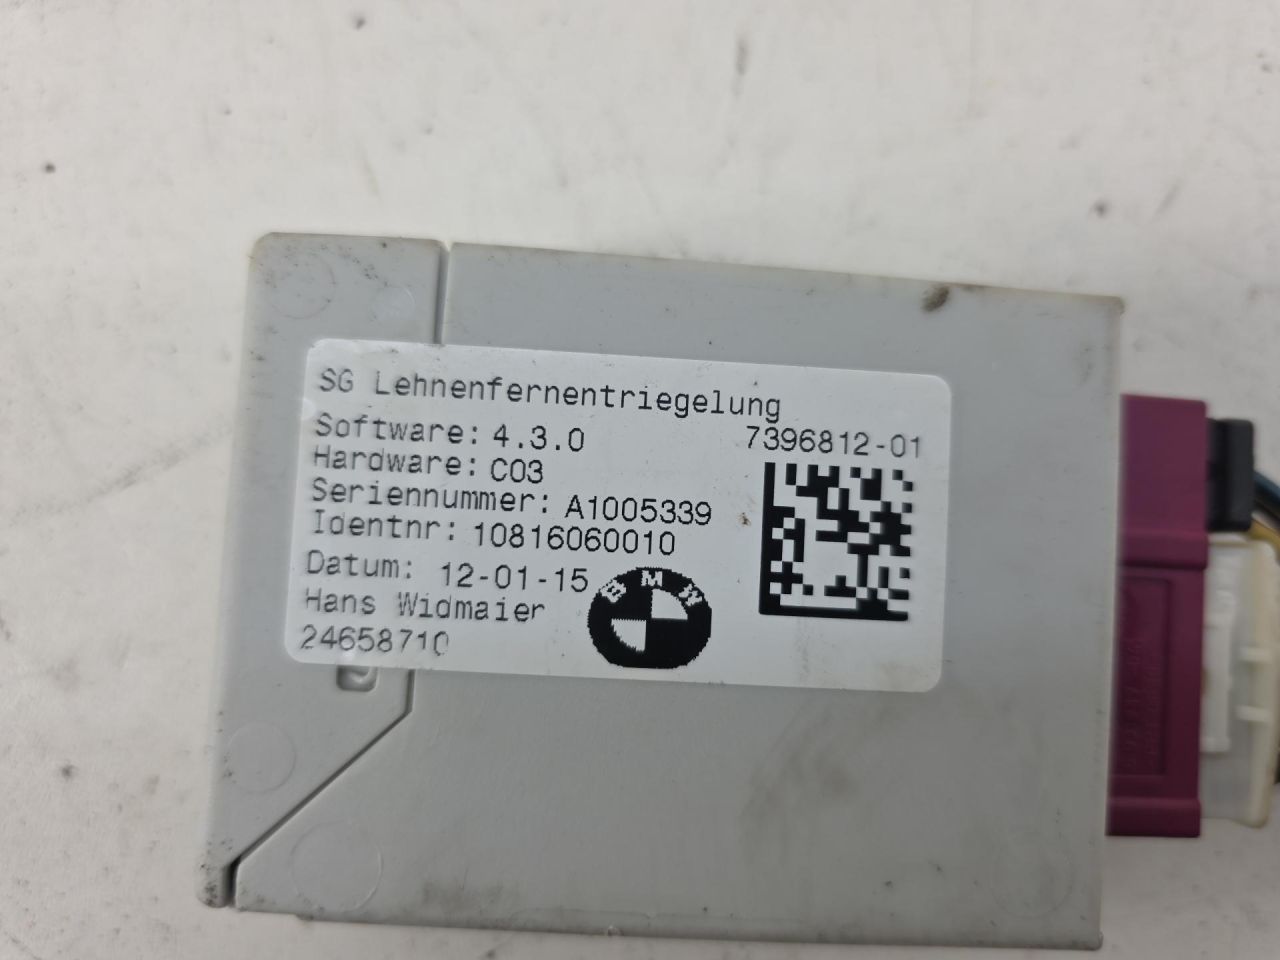 SG Lehnenfernentriegelung
Software: 4.3.0
7396812-01
Hardware: C03
Seriennummer: A1005339
Identnr: 10816060010
Datum: 12-01-15
Hans Widmaier
24658710
BMW